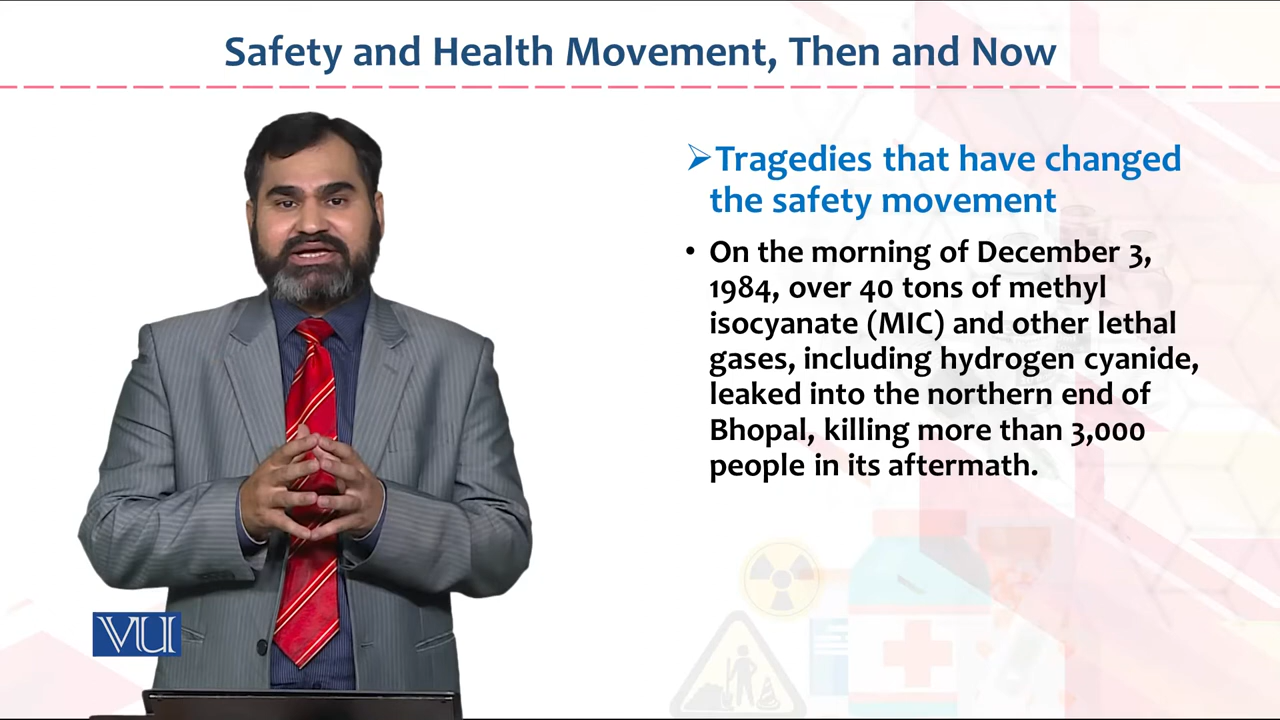 Safety and Health Movement, Then and Now
➢Tragedies that have changed
the safety movement
• On the morning of December 3,
1984, over 40 tons of methyl
isocyanate (MIC) and other lethal
gases, including hydrogen cyanide,
leaked into the northern end of
Bhopal, killing more than 3,000
people in its aftermath.
VU